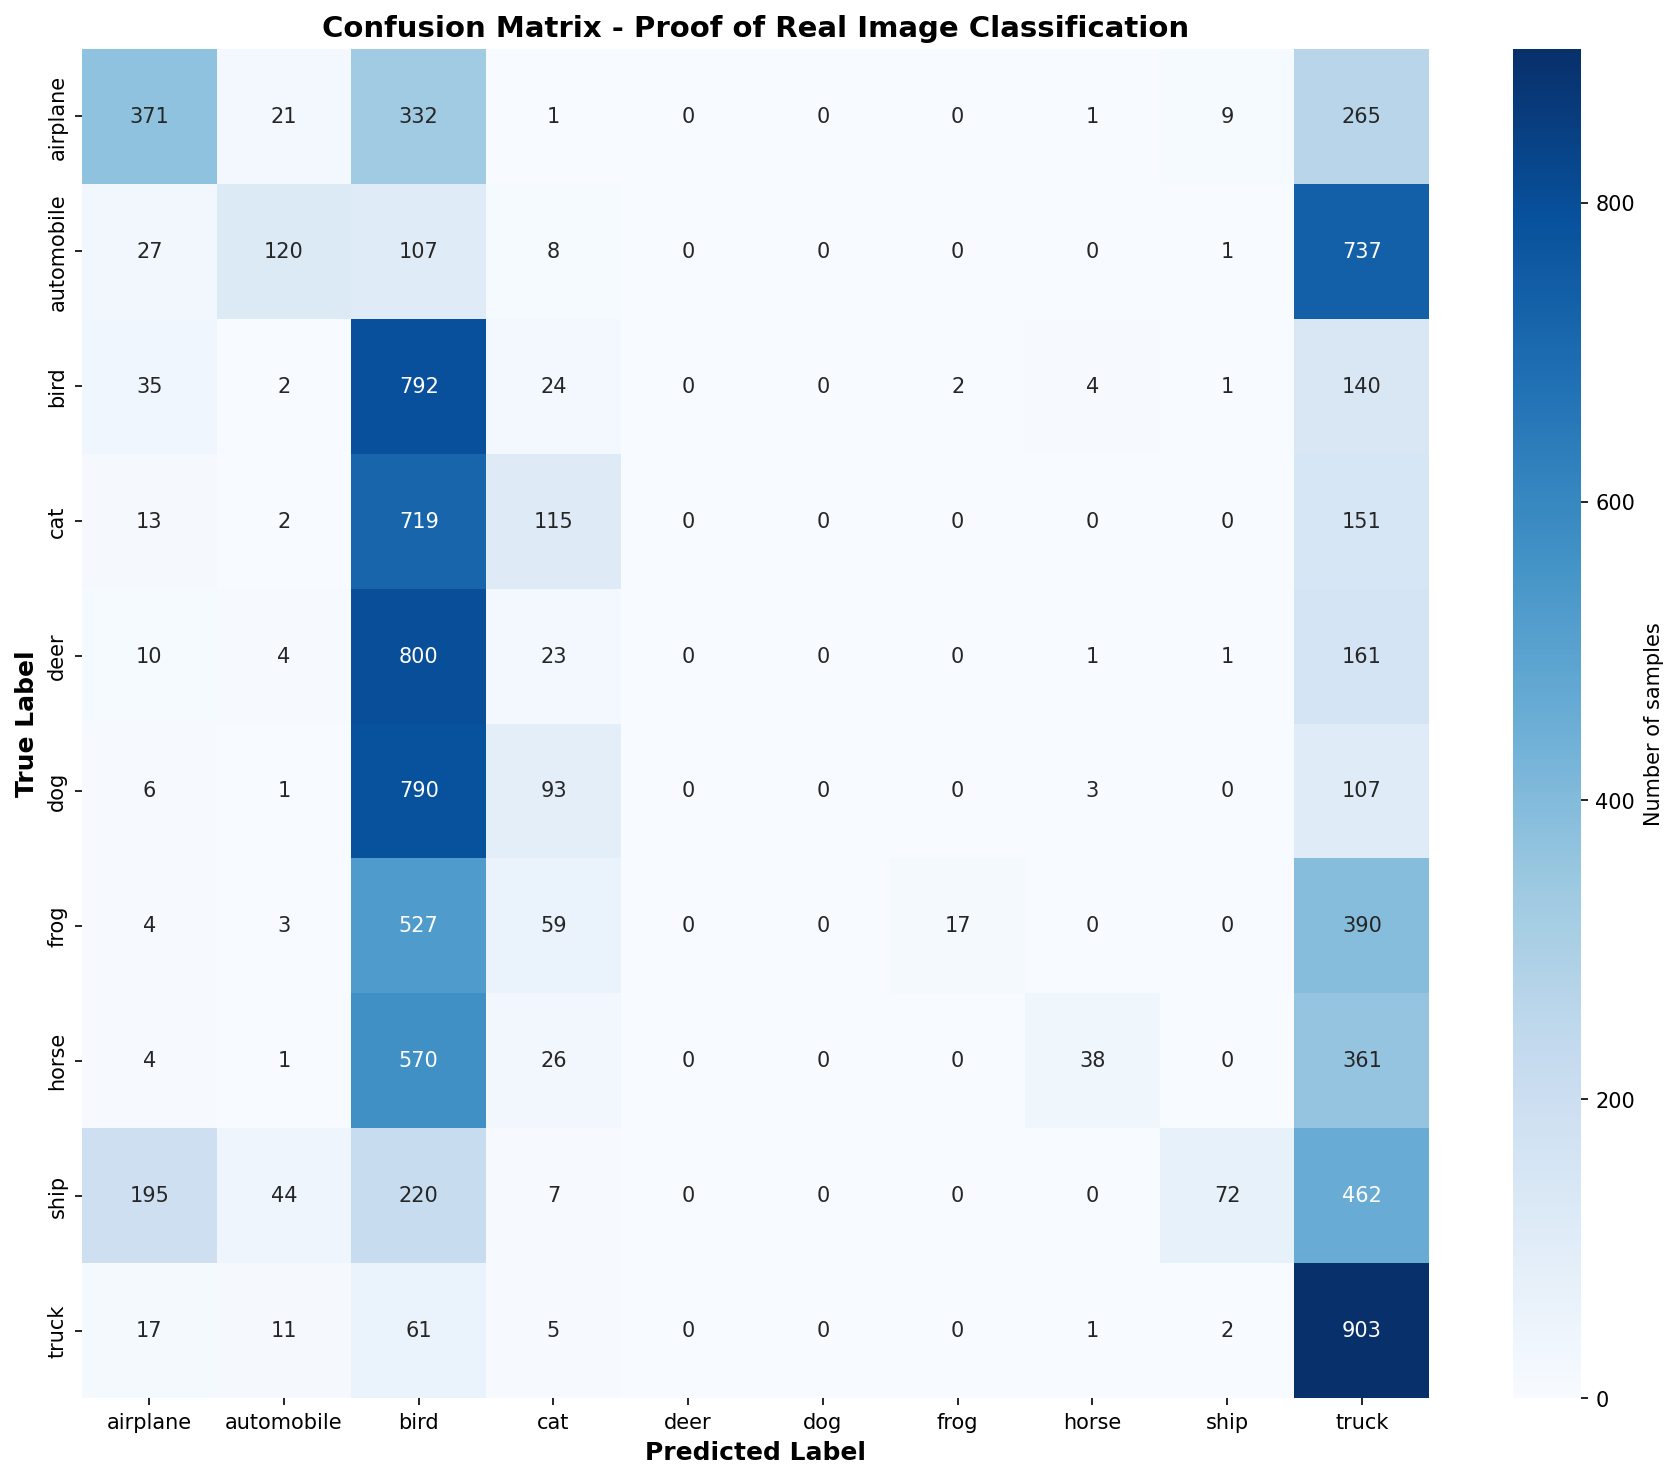 Confusion Matrix - Proof of Real Image Classification
airplane 371 21 332 1 0 0 0 1 9 265
automobile 27 120 107 8 0 0 0 0 1 737
bird 35 2 792 24 0 0 2 4 1 140
cat 13 2 719 115 0 0 0 0 0 151
deer 10 4 800 23 0 0 0 1 1 161
dog 6 1 790 93 0 0 0 3 0 107
frog 4 3 527 59 0 0 17 0 0 390
horse 4 1 570 26 0 0 0 38 0 361
ship 195 44 220 7 0 0 0 0 72 462
truck 17 11 61 5 0 0 0 1 2 903
airplane automobile bird cat deer dog frog horse ship truck
Predicted Label
True Label
800
600
400
200
0
Number of samples